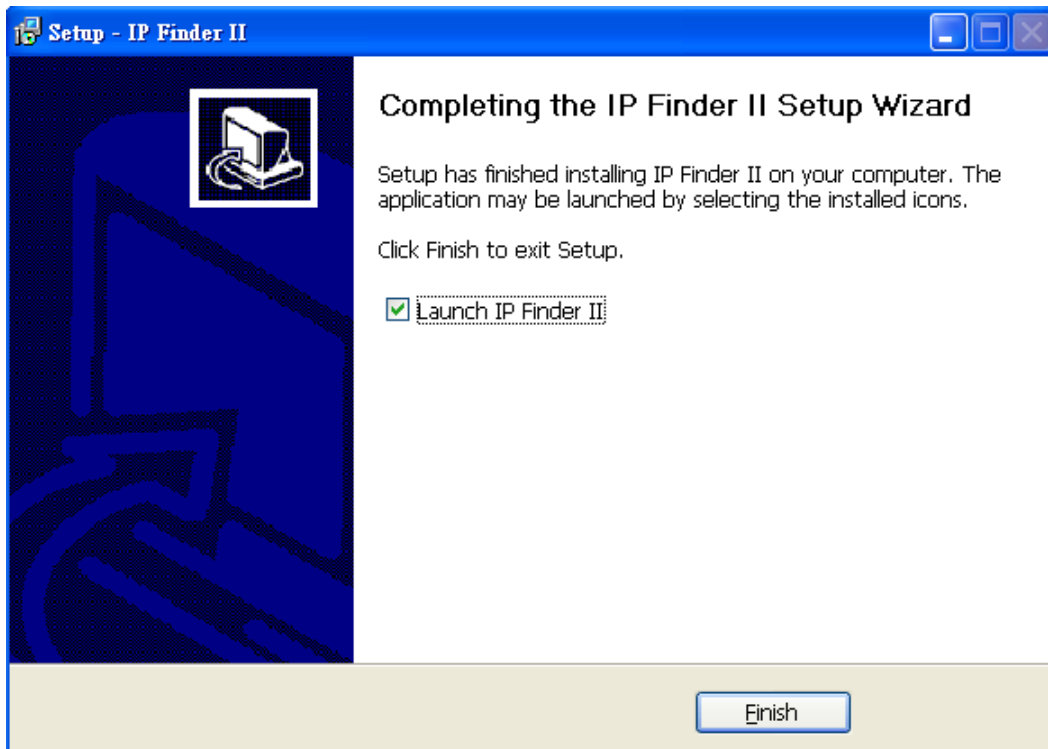 Setup - IP Finder II
Completing the IP Finder II Setup Wizard
Setup has finished installing IP Finder II on your computer. The
application may be launched by selecting the installed icons.
Click Finish to exit Setup.
Launch IP Finder II
Finish